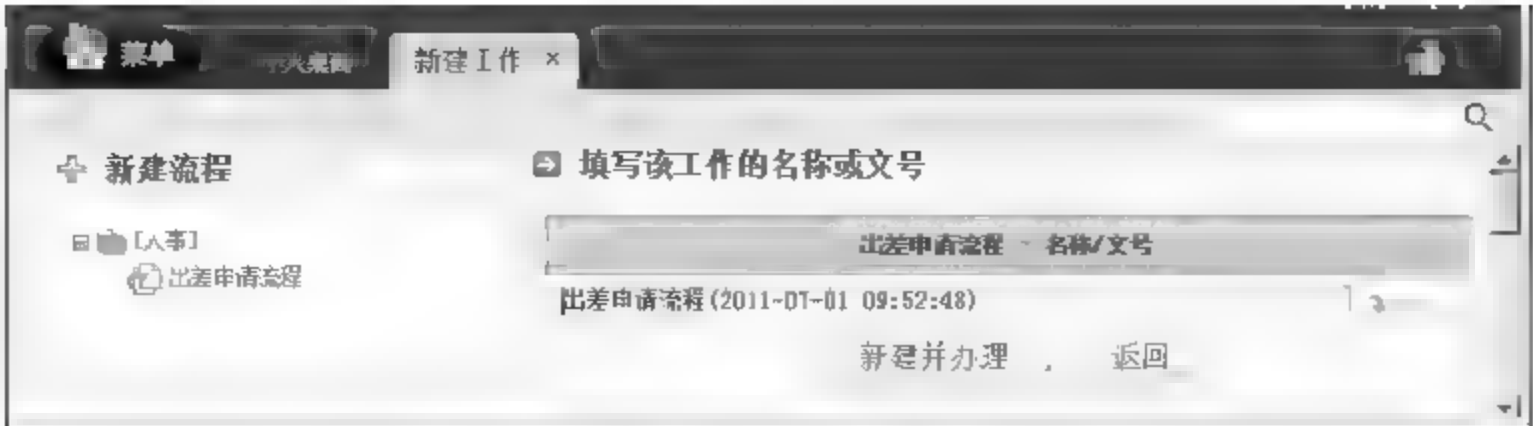 菜单
新建工作 ×
新建流程
填写该工作的名称或文号
[人事]
出差申请流程
出差申请流程 - 名称/文号
出差申请流程(2011-07-01 09:52:48)
新建并办理
返回